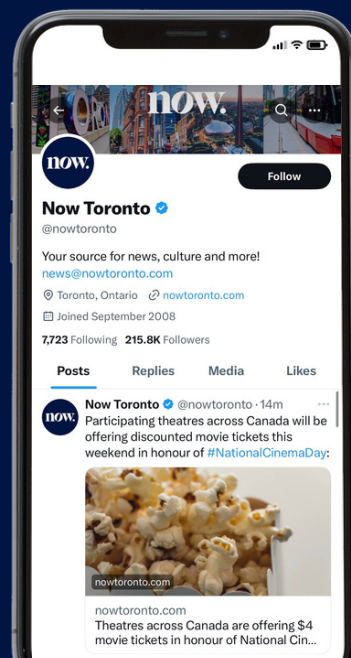 now.
now.
Follow
Now Toronto
@nowtoronto
Your source for news, culture and more!
news@nowtoronto.com
Toronto, Ontario nowtoronto.com
Joined September 2008
7,723 Following 215.8K Followers
Posts Replies Media Likes
now.
Now Toronto @nowtoronto · 14m
Participating theatres across Canada will be
offering discounted movie tickets this
weekend in honour of #NationalCinemaDay:
nowtoronto.com
nowtoronto.com
Theatres across Canada are offering $4
movie tickets in honour of National Cin...